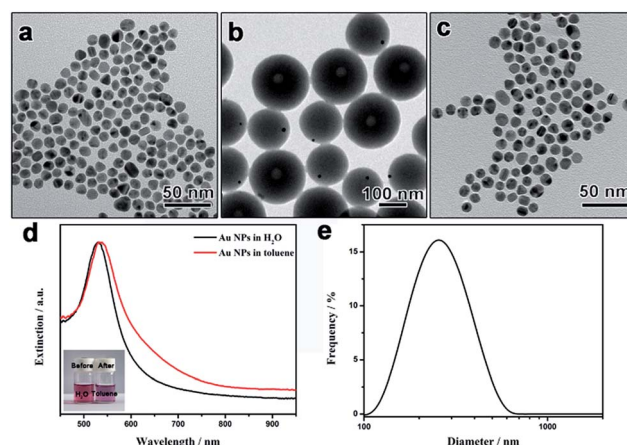 a
b
c
50 nm
100 nm
50 nm
d
Au NPs in H2O
Au NPs in toluene
Extinction / a.u.
Before After
H2O Toluene
500 600 700 800 900
Wavelength / nm
e
Frequency / %
15
10
5
0
100 1000
Diameter / nm